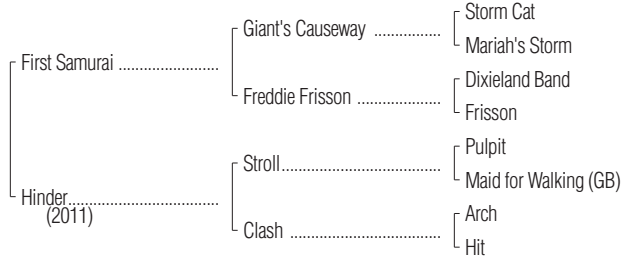 Storm Cat
Giant's Causeway ................
Mariah's Storm
First Samurai ........................
Dixieland Band
Freddie Frisson ....................
Frisson
Pulpit
Stroll......................................
Maid for Walking (GB)
Hinder....................................
(2011)
Arch
Clash ....................................
Hit